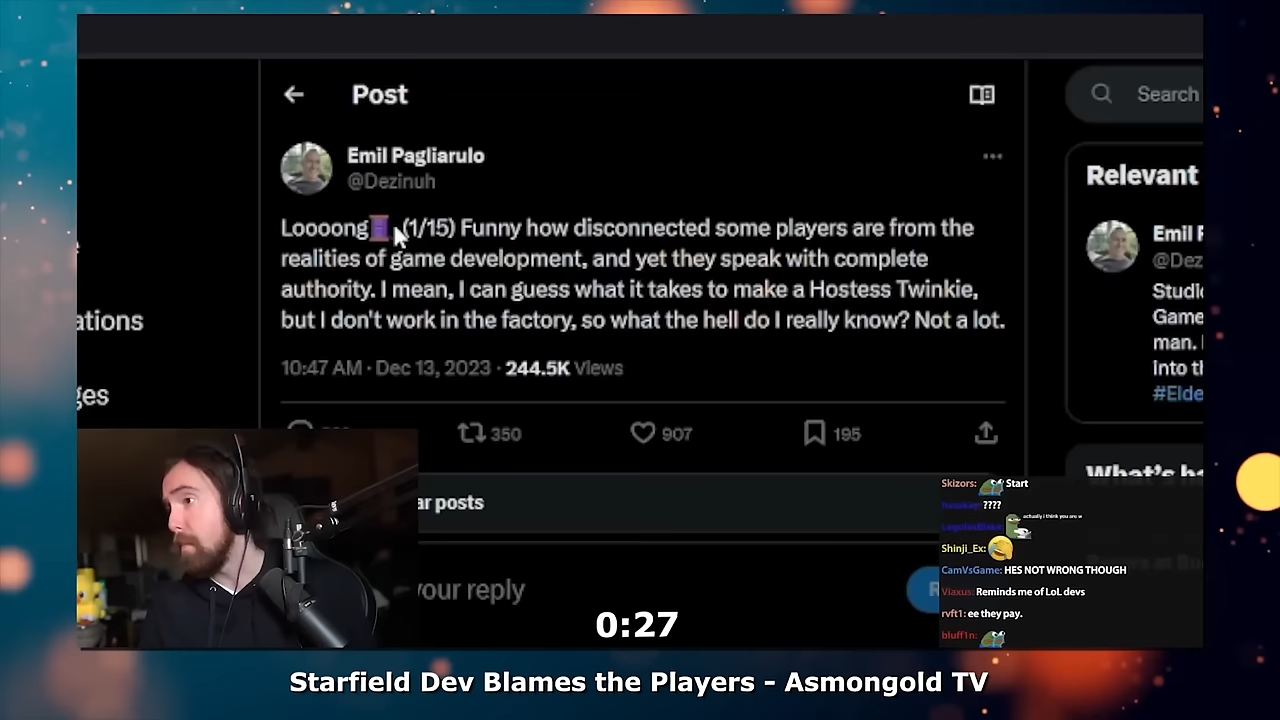 Post
Search
Emil Pagliarulo
@Dezinuh
Loooong (1/15) Funny how disconnected some players are from the
realities of game development, and yet they speak with complete
authority. I mean, I can guess what it takes to make a Hostess Twinkie,
but I don't work in the factory, so what the hell do I really know? Not a lot.
10:47 AM · Dec 13, 2023 · 244.5K Views
350
907
195
ations
ges
Relevant
Emil P
@Dez
Studio
Game
man.
into th
#Elde
ar posts
What's ha
your reply
Skizors: Start
????
actually i think you are w
Shinji_Ex:
CamVsGame: HES NOT WRONG THOUGH
Viaxus: Reminds me of LoL devs
rvft1: ee they pay.
bluff1n:
0:27
Starfield Dev Blames the Players - Asmongold TV